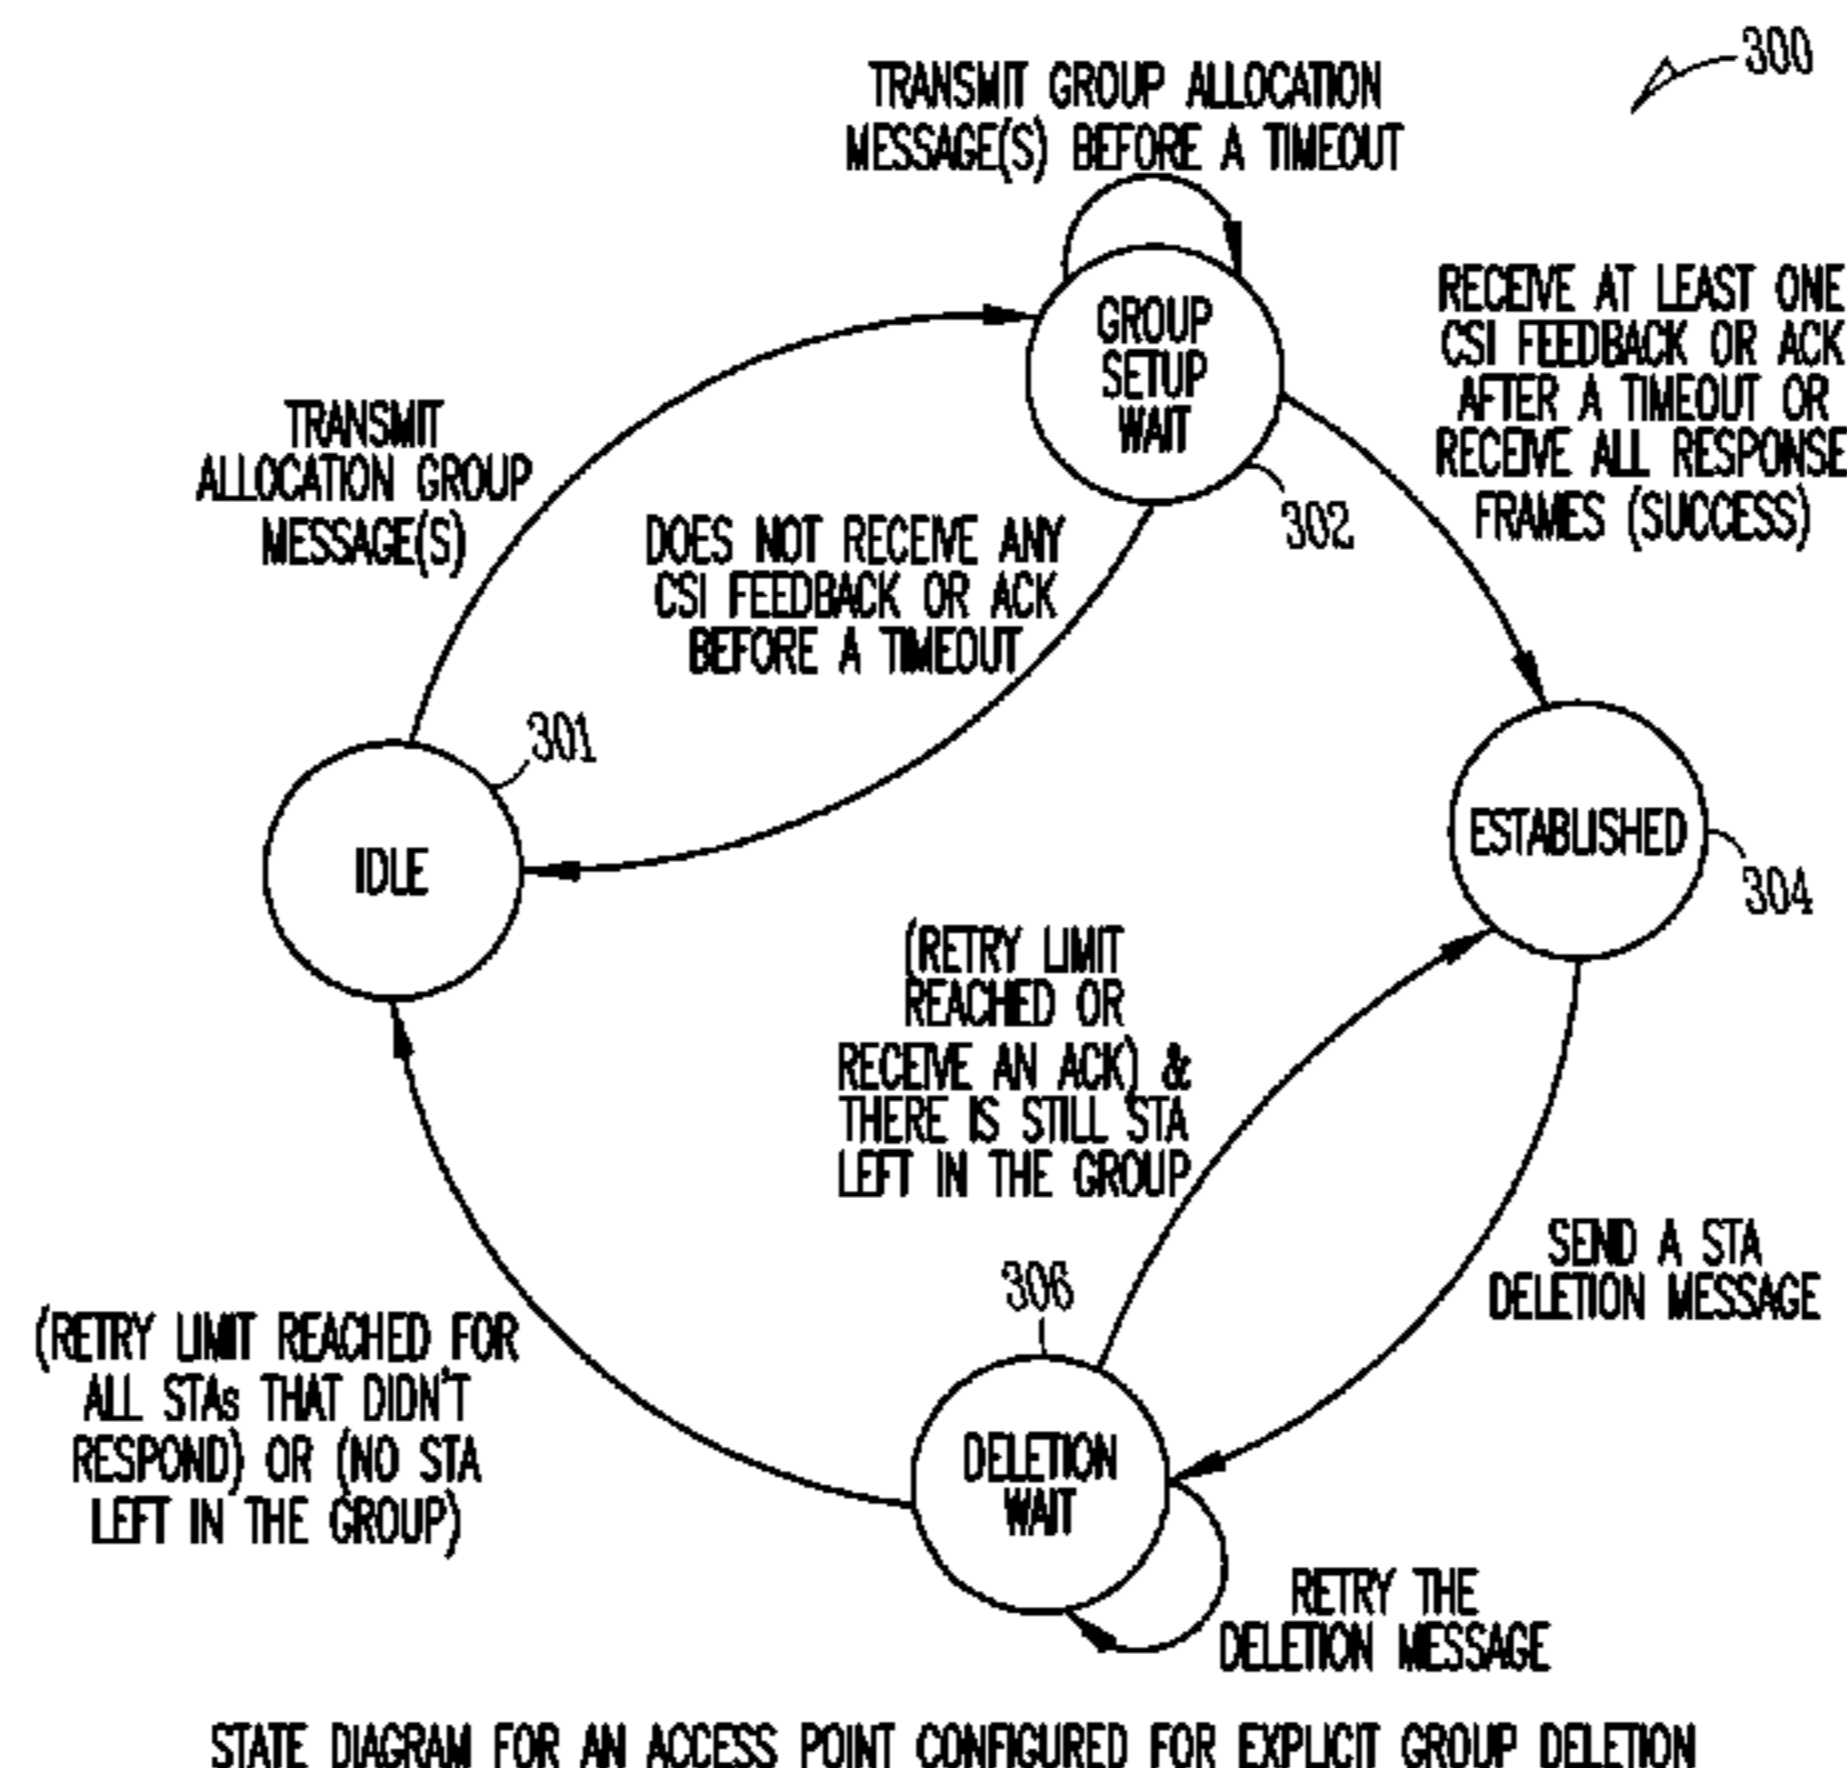 300
TRANSMIT GROUP ALLOCATION
MESSAGE(S) BEFORE A TIMEOUT
GROUP
SETUP
WAIT
302
RECEIVE AT LEAST ONE
CSI FEEDBACK OR ACK
AFTER A TIMEOUT OR
RECEIVE ALL RESPONSE
FRAMES (SUCCESS)
TRANSMIT
ALLOCATION GROUP
MESSAGE(S)
DOES NOT RECEIVE ANY
CSI FEEDBACK OR ACK
BEFORE A TIMEOUT
301
IDLE
ESTABLISHED
304
(RETRY LIMIT
REACHED OR
RECEIVE AN ACK) &
THERE IS STILL STA
LEFT IN THE GROUP
SEND A STA
DELETION MESSAGE
306
(RETRY LIMIT REACHED FOR
ALL STAs THAT DIDN'T
RESPOND) OR (NO STA
LEFT IN THE GROUP)
DELETION
WAIT
RETRY THE
DELETION MESSAGE
STATE DIAGRAM FOR AN ACCESS POINT CONFIGURED FOR EXPLICIT GROUP DELETION